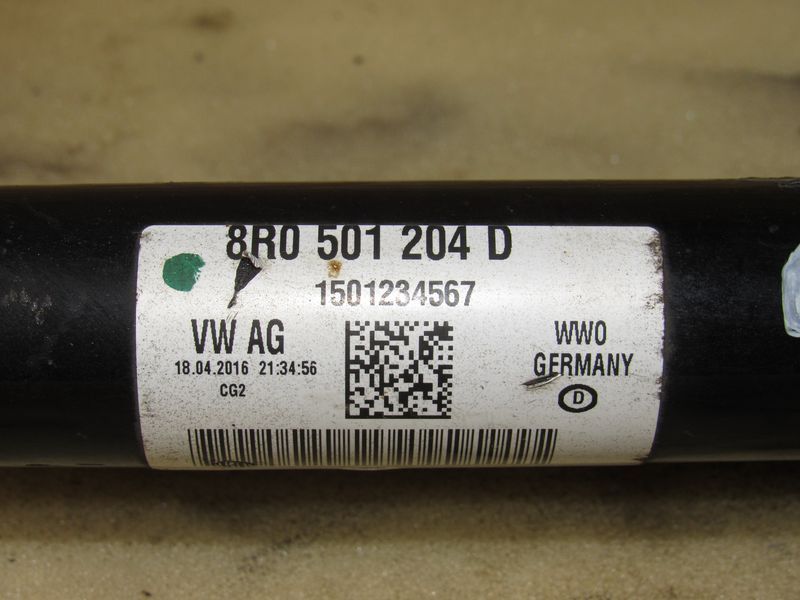 8R0 501 204 D
1501234567
VW AG
18.04.2016 21:34:56
CG2
WWO
GERMANY
D